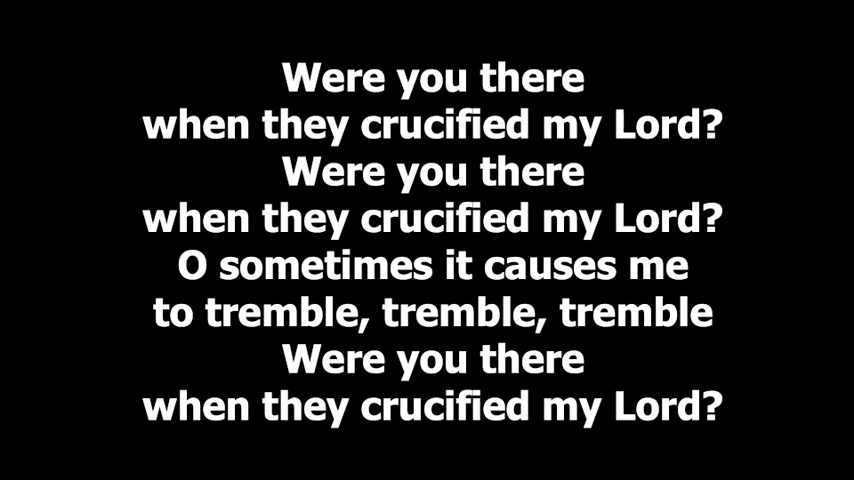 Were you there
when they crucified my Lord?
Were you there
when they crucified my Lord?
O sometimes it causes me
to tremble, tremble, tremble
Were you there
when they crucified my Lord?